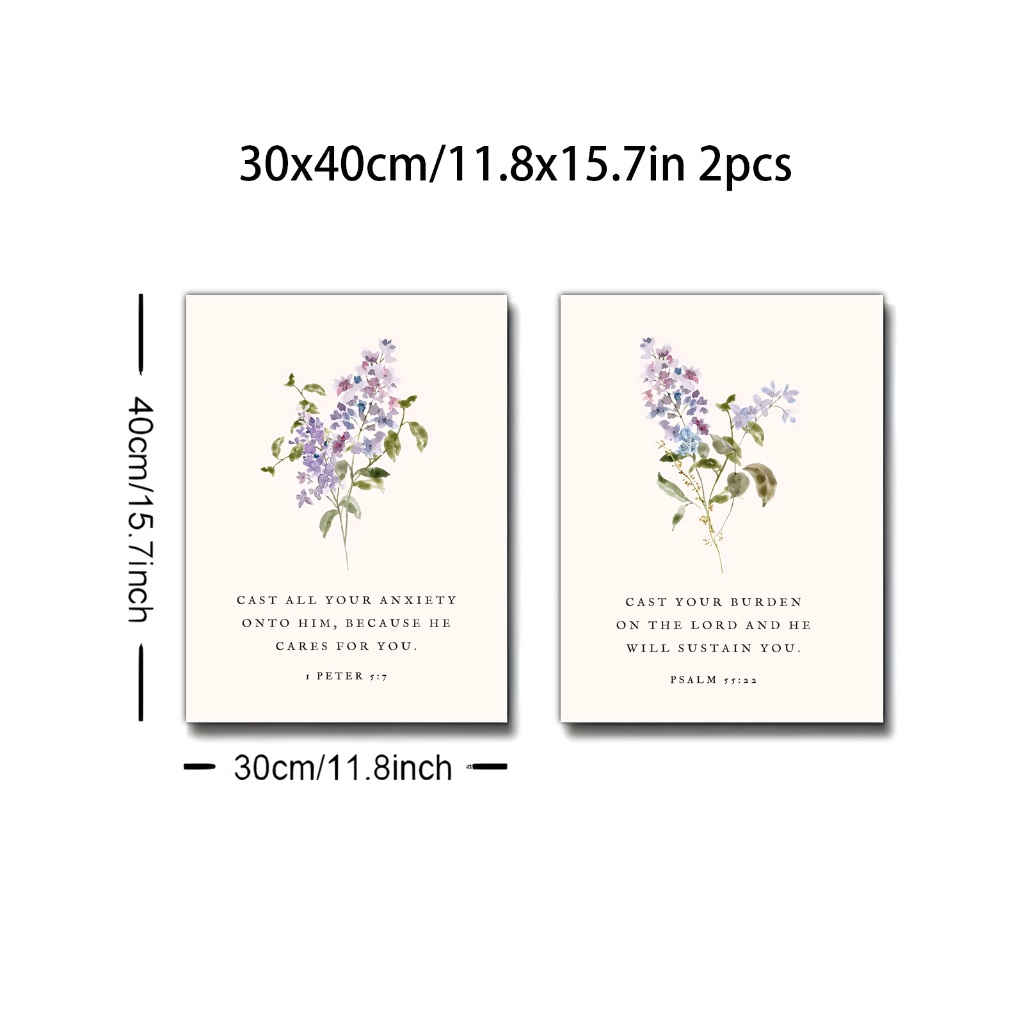 30x40cm/11.8x15.7in 2pcs
40cm/15.7inch
CAST ALL YOUR ANXIETY
ONTO HIM, BECAUSE HE
CARES FOR YOU.
1 PETER 5:7
CAST YOUR BURDEN
ON THE LORD AND HE
WILL SUSTAIN YOU.
PSALM 55:22
30cm/11.8inch